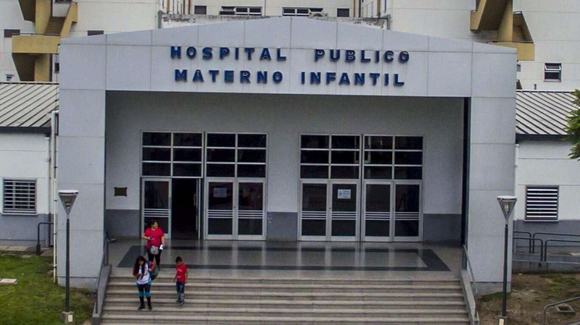 HOSPITAL PUBLICO
MATERNO INFANTIL